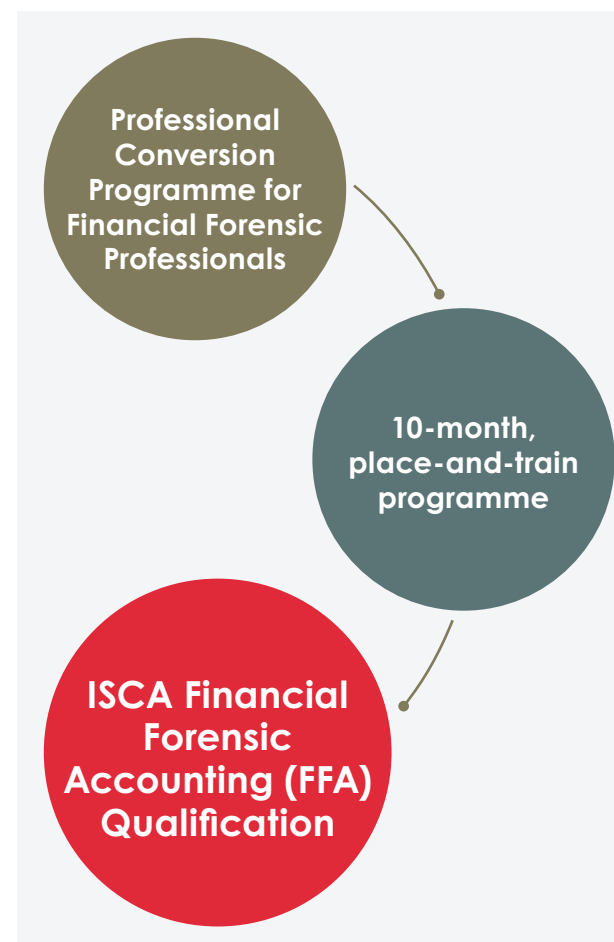 Professional
Conversion
Programme for
Financial Forensic
Professionals
10-month,
place-and-train
programme
ISCA Financial
Forensic
Accounting (FFA)
Qualification